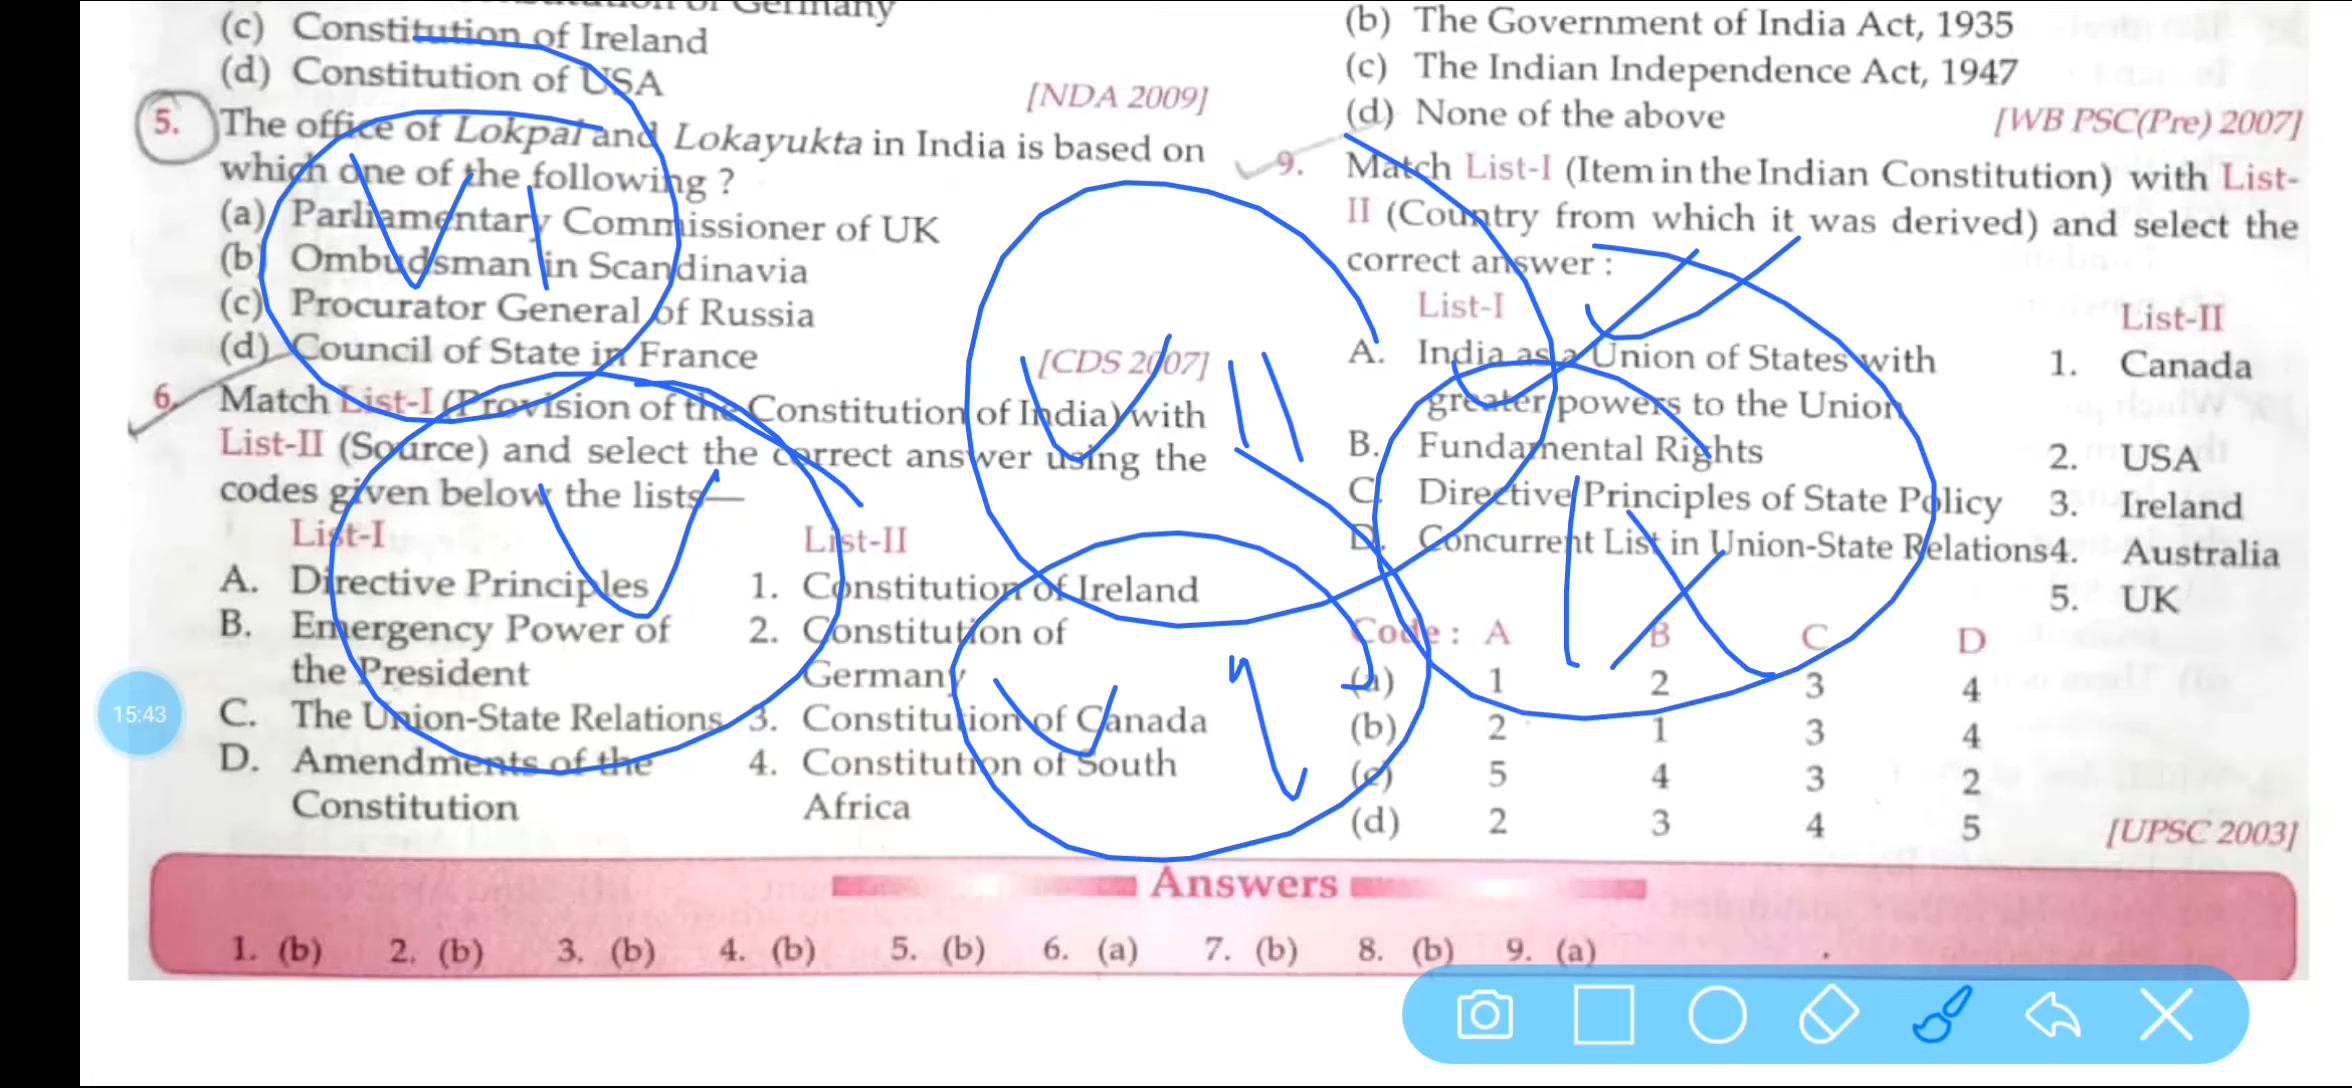 Constitution of Germany
(c) Constitution of Ireland
(d) Constitution of USA
[NDA 2009]
5. The office of Lokpal and Lokayukta in India is based on
which one of the following ?
(a) Parliamentary Commissioner of UK
(b) Ombudsman in Scandinavia
(c) Procurator General of Russia
(d) Council of State in France
[CDS 2007]
6. Match List-I (Provision of the Constitution of India) with
List-II (Source) and select the correct answer using the
codes given below the lists—
List-I List-II
A. Directive Principles 1. Constitution of Ireland
B. Emergency Power of 2. Constitution of
the President Germany
C. The Union-State Relations 3. Constitution of Canada
D. Amendments of the 4. Constitution of South
Constitution Africa
(b) The Government of India Act, 1935
(c) The Indian Independence Act, 1947
(d) None of the above [WB PSC(Pre) 2007]
9. Match List-I (Item in the Indian Constitution) with List-
II (Country from which it was derived) and select the
correct answer :
List-I List-II
A. India as a Union of States with 1. Canada
greater powers to the Union
B. Fundamental Rights 2. USA
C. Directive Principles of State Policy 3. Ireland
D. Concurrent List in Union-State Relations 4. Australia
5. UK
Code : A B C D
(a) 1 2 3 4
(b) 2 1 3 4
(c) 5 4 3 2
(d) 2 3 4 5
[UPSC 2003]
Answers
1. (b) 2. (b) 3. (b) 4. (b) 5. (b) 6. (a) 7. (b) 8. (b) 9. (a)
15:43
VI
V
VII
V
IX